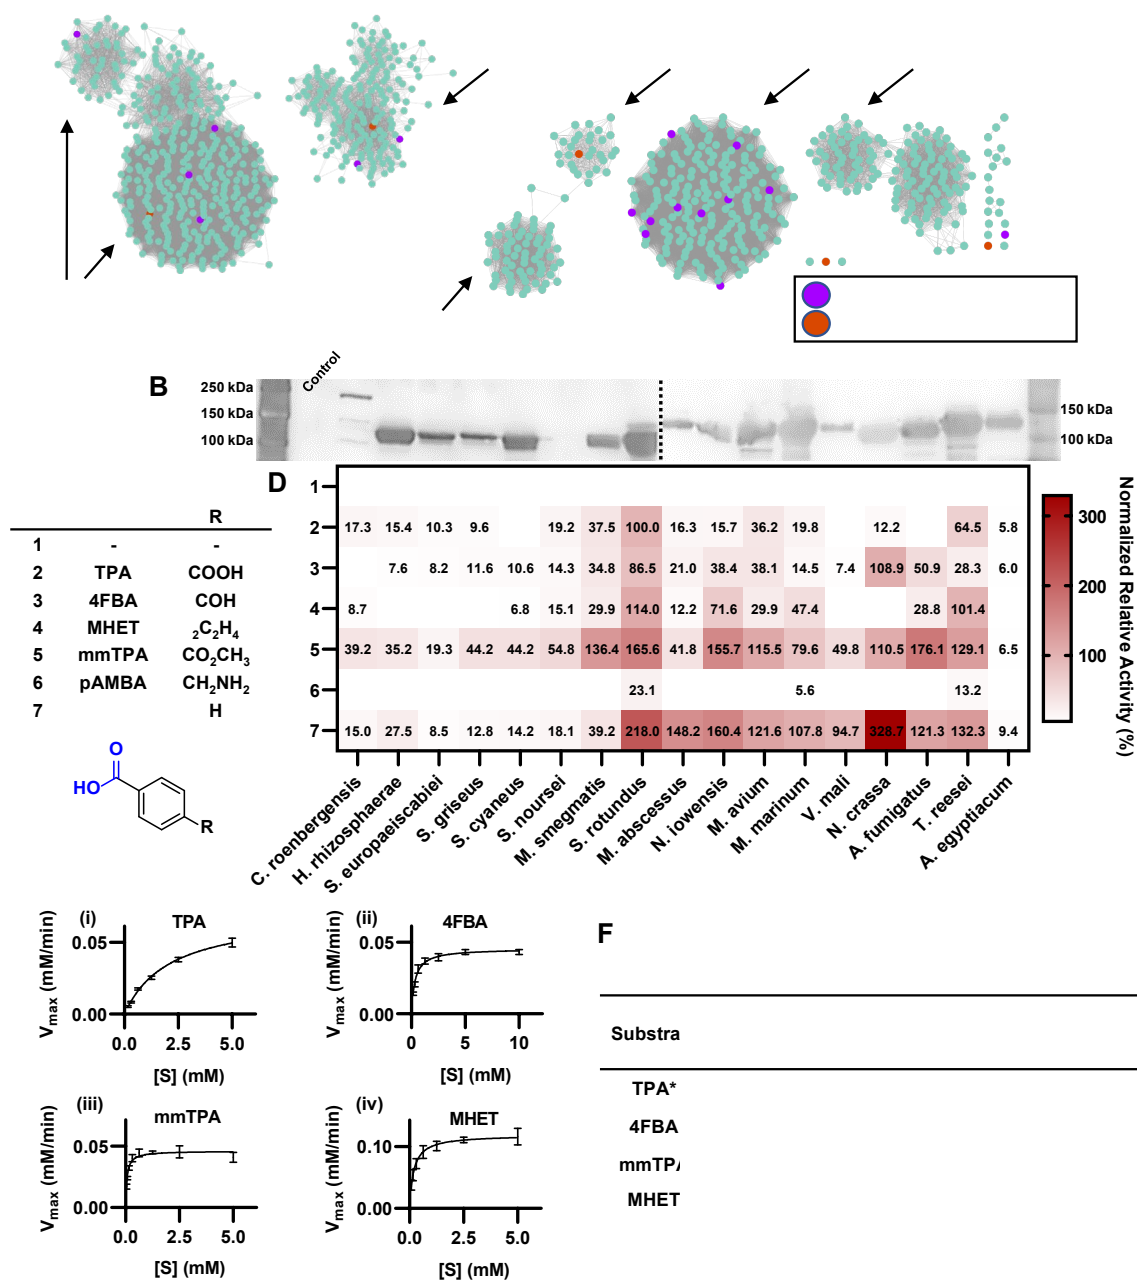 B
Control
250 kDa
150 kDa
100 kDa
150 kDa
100 kDa
D
R
1 - -
2 TPA COOH
3 4FBA COH
4 MHET ₂C₂H₄
5 mmTPA CO₂CH₃
6 pAMBA CH₂NH₂
7 H
O
HO
R
1
2 17.3 15.4 10.3 9.6 19.2 37.5 100.0 16.3 15.7 36.2 19.8 12.2 64.5 5.8
3 7.6 8.2 11.6 10.6 14.3 34.8 86.5 21.0 38.4 38.1 14.5 7.4 108.9 50.9 28.3 6.0
4 8.7 6.8 15.1 29.9 114.0 12.2 71.6 29.9 47.4 28.8 101.4
5 39.2 35.2 19.3 44.2 44.2 54.8 136.4 165.6 41.8 155.7 115.5 79.6 49.8 110.5 176.1 129.1 6.5
6 23.1 5.6 13.2
7 15.0 27.5 8.5 12.8 14.2 18.1 39.2 218.0 148.2 160.4 121.6 107.8 94.7 328.7 121.3 132.3 9.4
C. roenbergensis
H. rhizosphaerae
S. europaeiscabiei
S. griseus
S. cyaneus
S. noursei
M. smegmatis
S. rotundus
M. abscessus
N. iowensis
M. avium
M. marinum
V. mali
N. crassa
A. fumigatus
T. reesei
A. egyptiacum
300
200
100
Normalized Relative Activity (%)
(i) TPA
Vmax (mM/min)
0.05
0.00
0.0 2.5 5.0
[S] (mM)
(ii) 4FBA
Vmax (mM/min)
0.05
0.00
0 5 10
[S] (mM)
(iii) mmTPA
Vmax (mM/min)
0.05
0.00
0.0 2.5 5.0
[S] (mM)
(iv) MHET
Vmax (mM/min)
0.10
0.00
0.0 2.5 5.0
[S] (mM)
F
Substra
TPA*
4FBA
mmTP
MHET